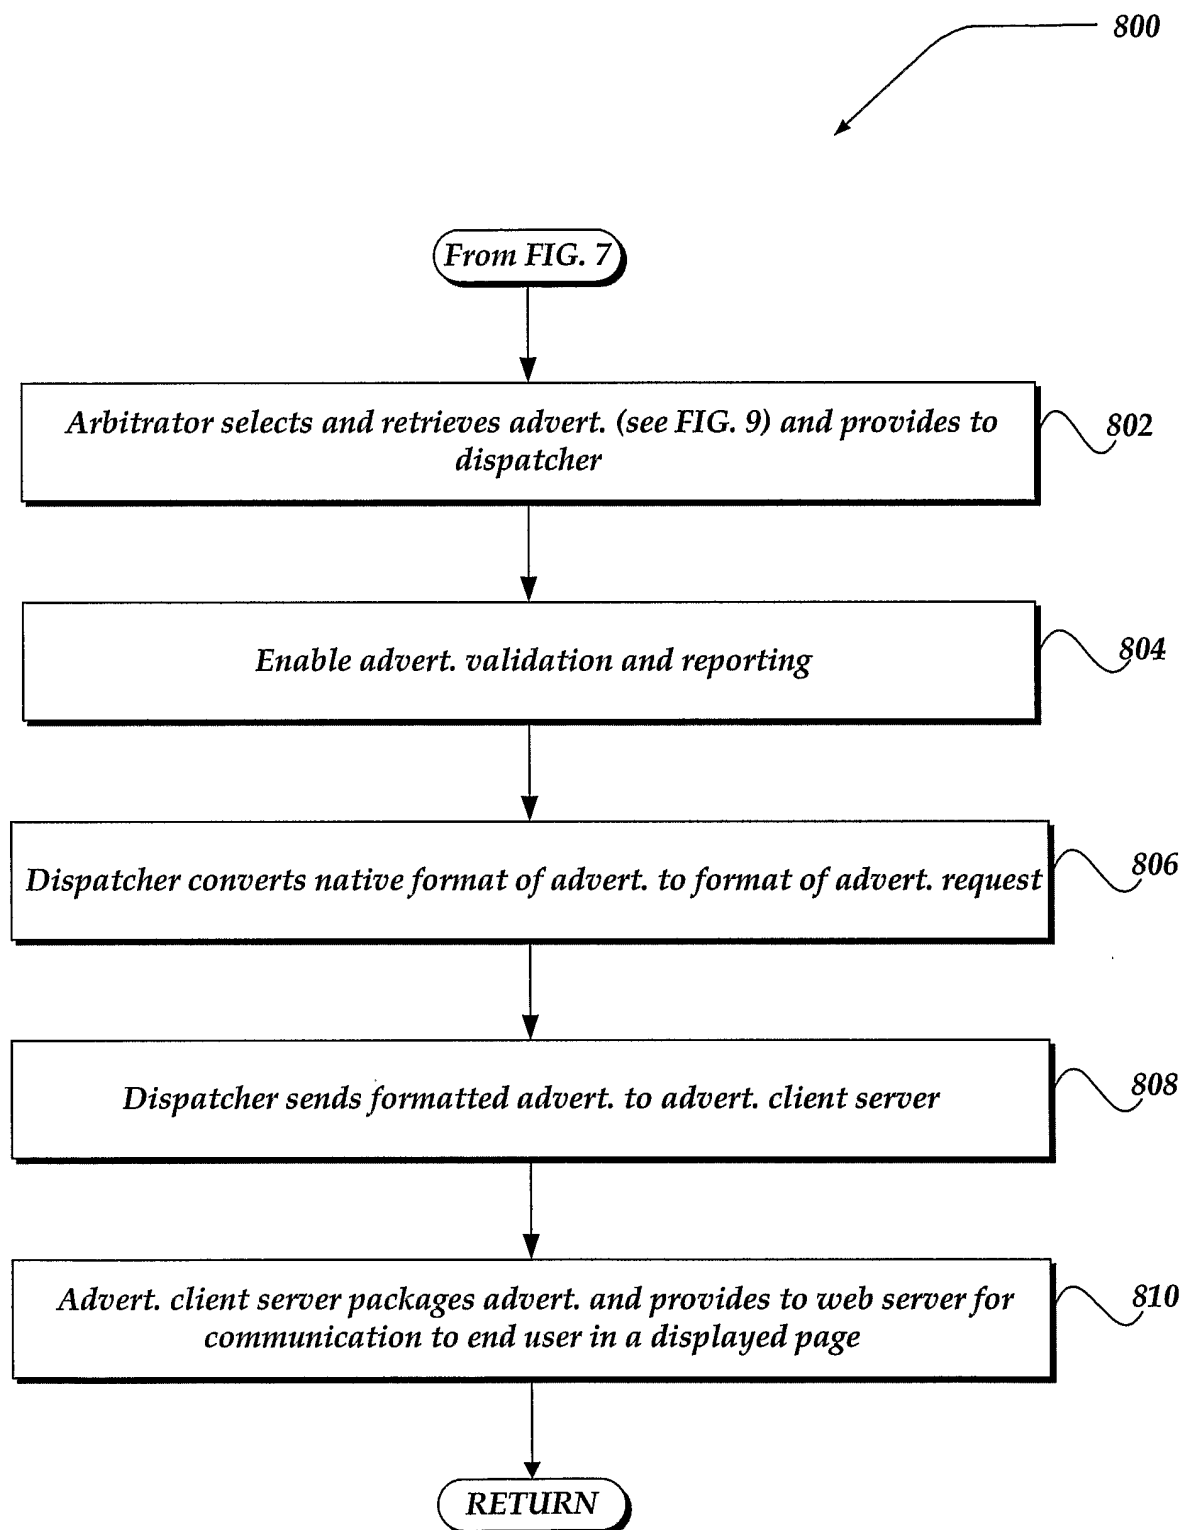 800
From FIG. 7
Arbitrator selects and retrieves advert. (see FIG. 9) and provides to
dispatcher
802
Enable advert. validation and reporting
804
Dispatcher converts native format of advert. to format of advert. request
806
Dispatcher sends formatted advert. to advert. client server
808
Advert. client server packages advert. and provides to web server for
communication to end user in a displayed page
810
RETURN